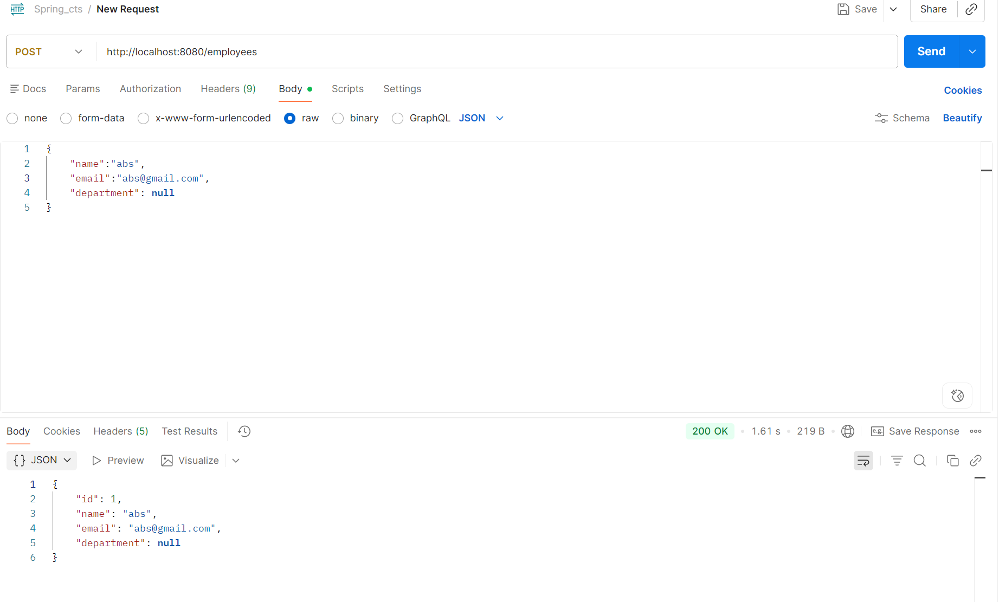 HTTP Spring_cts / New Request Save Share
POST http://localhost:8080/employees Send
Docs Params Authorization Headers (9) Body Scripts Settings Cookies
none form-data x-www-form-urlencoded raw binary GraphQL JSON Schema Beautify
1 {
2 "name":"abs",
3 "email":"abs@gmail.com",
4 "department": null
5 }
Body Cookies Headers (5) Test Results 200 OK 1.61 s 219 B e.g. Save Response
{} JSON Preview Visualize
1 {
2 "id": 1,
3 "name": "abs",
4 "email": "abs@gmail.com",
5 "department": null
6 }